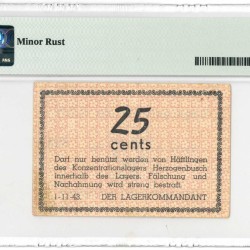 Minor Rust
25
cents
Darf nur benützt werden von Häftlingen
des Konzentrationslagers Herzogenbusch
innerhalb des Lagers. Fälschung und
Nachahmung wird streng bestraft.
1-11-43. DER LAGERKOMMANDANT